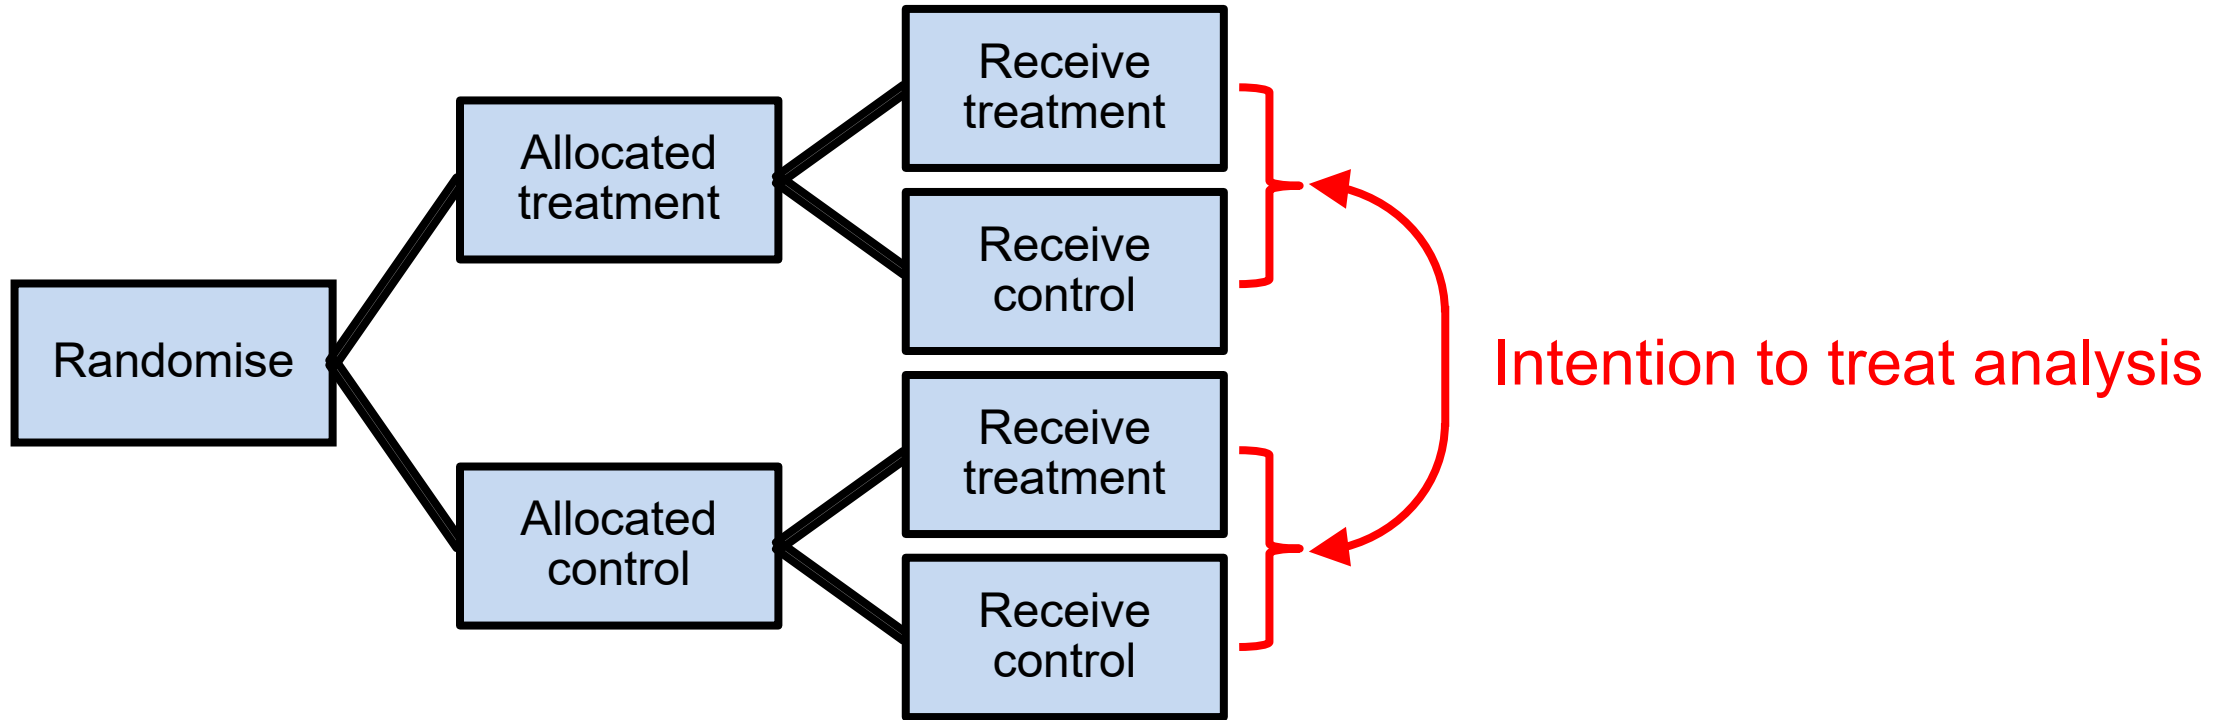 Randomise
Allocated
treatment
Allocated
control
Receive
treatment
Receive
control
Receive
treatment
Receive
control
Intention to treat analysis